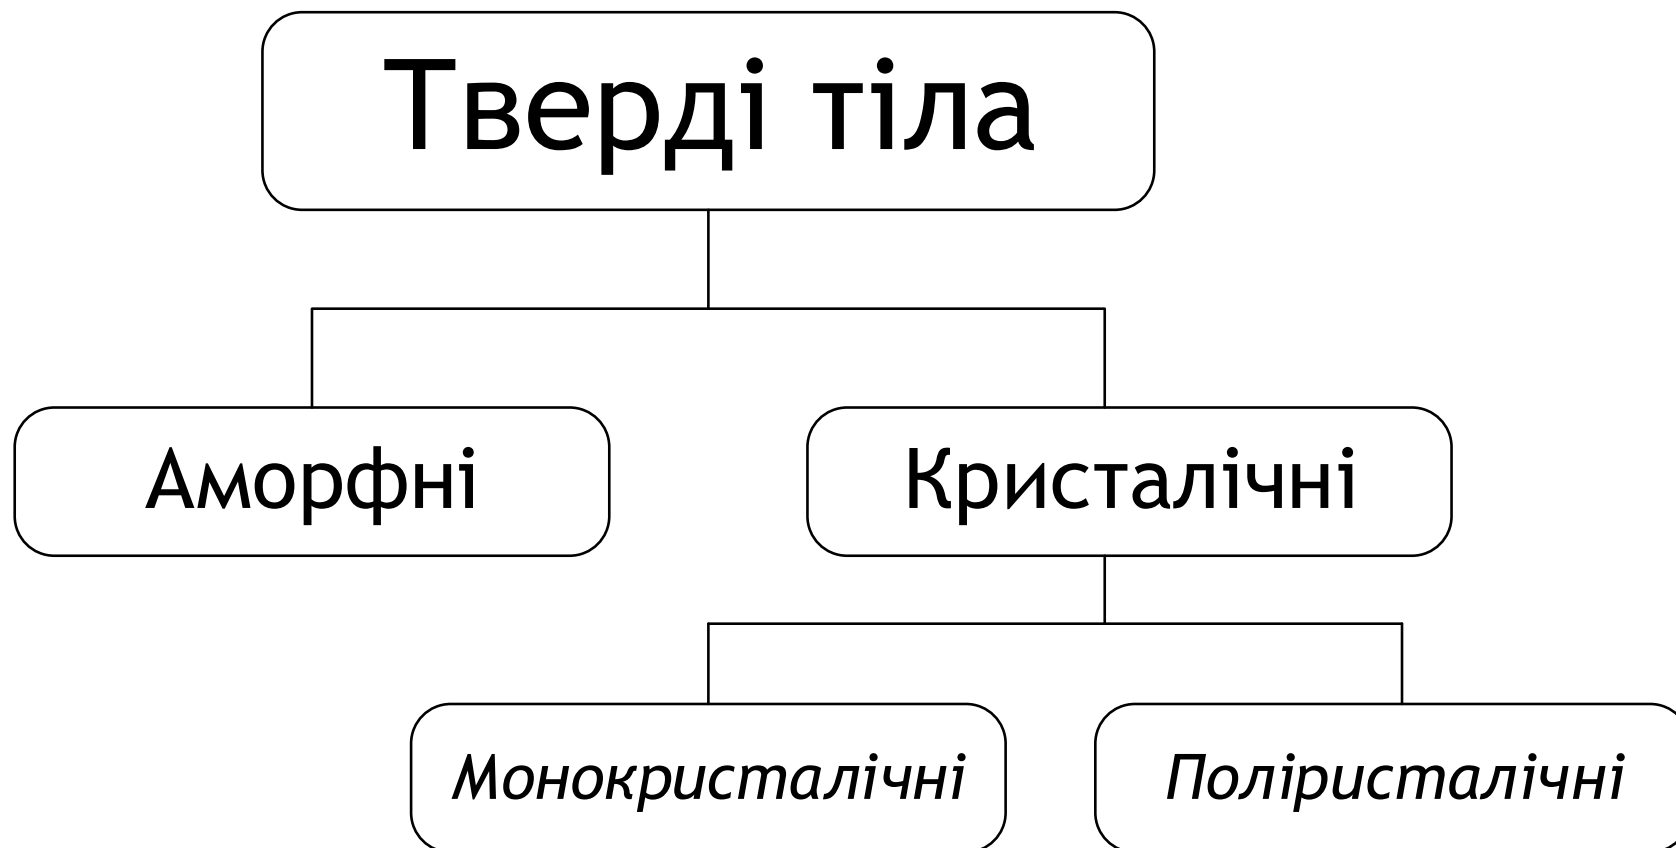 Тверді тіла
Аморфні
Кристалічні
Монокристалічні
Поліристалічні